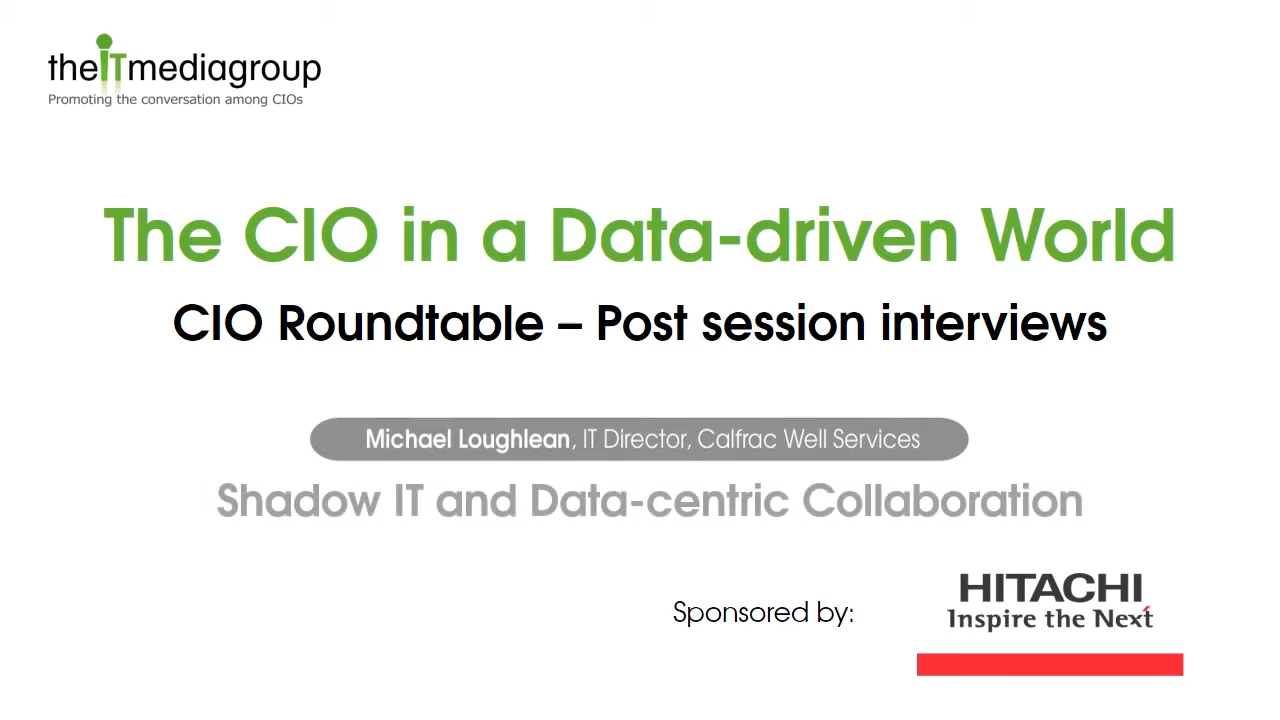 theITmediagroup
Promoting the conversation among CIOs
The CIO in a Data-driven World
CIO Roundtable – Post session interviews
Michael Loughlean, IT Director, Calfrac Well Services
Shadow IT and Data-centric Collaboration
HITACHI
Sponsored by:
Inspire the Next